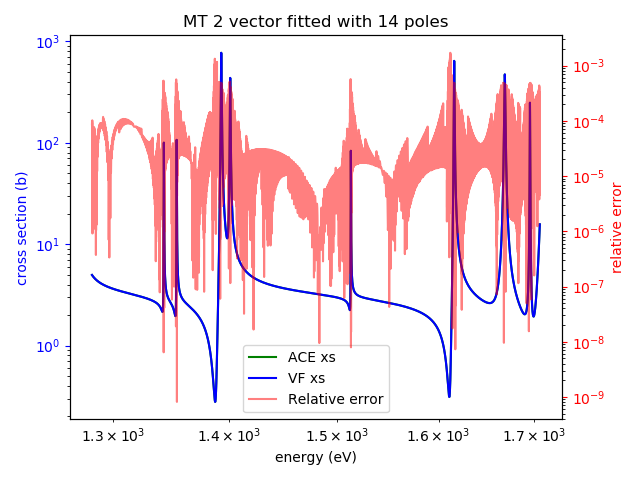 MT 2 vector fitted with 14 poles
10³
10²
10¹
10⁰
cross section (b)
10⁻³
10⁻⁴
10⁻⁵
10⁻⁶
10⁻⁷
10⁻⁸
10⁻⁹
relative error
ACE xs
VF xs
Relative error
1.3 × 10³ 1.4 × 10³ 1.5 × 10³ 1.6 × 10³ 1.7 × 10³
energy (eV)